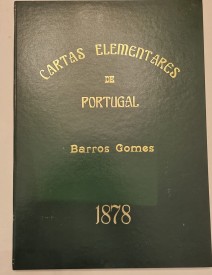 CARTAS ELEMENTARES
DE
PORTUGAL
Barros Gomes
1878